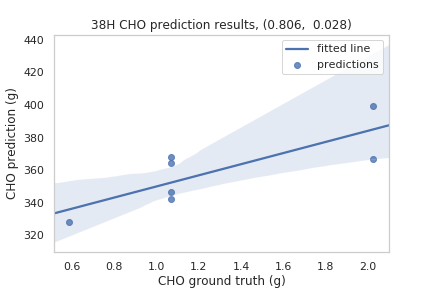 38H CHO prediction results, (0.806,  0.028)
440
420
400
380
360
340
320
CHO prediction (g)
fitted line
predictions
0.6 0.8 1.0 1.2 1.4 1.6 1.8 2.0
CHO ground truth (g)